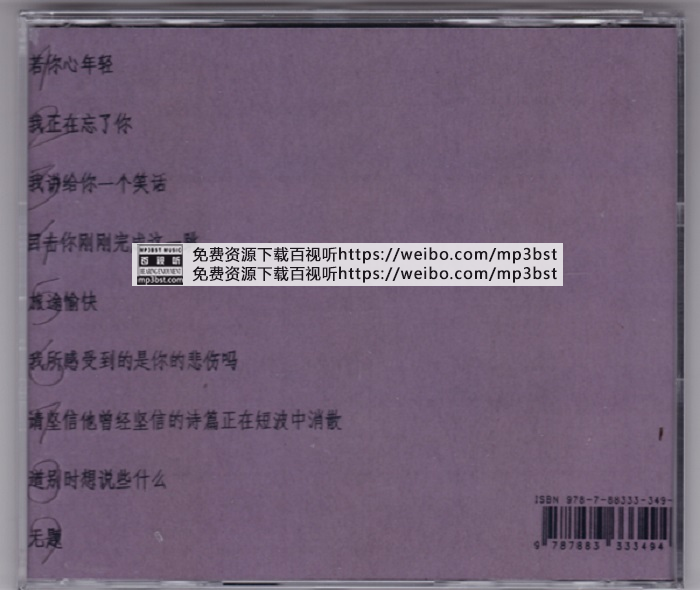 若你心年轻
我正在忘了你
我讲给你一个笑话
回去你刚刚完成这一
MP3BST MUSIC
百视听
HEARING ENJOYMENT
mp3bst.com
免费资源下载百视听https://weibo.com/mp3bst
免费资源下载百视听https://weibo.com/mp3bst
旅途愉快
我所感受到的是你的悲伤吗
请坚信他曾经坚信的诗篇正在短波中消散
道别时想说些什么
无题
ISBN 978-7-88333-349-
9 787883 333494